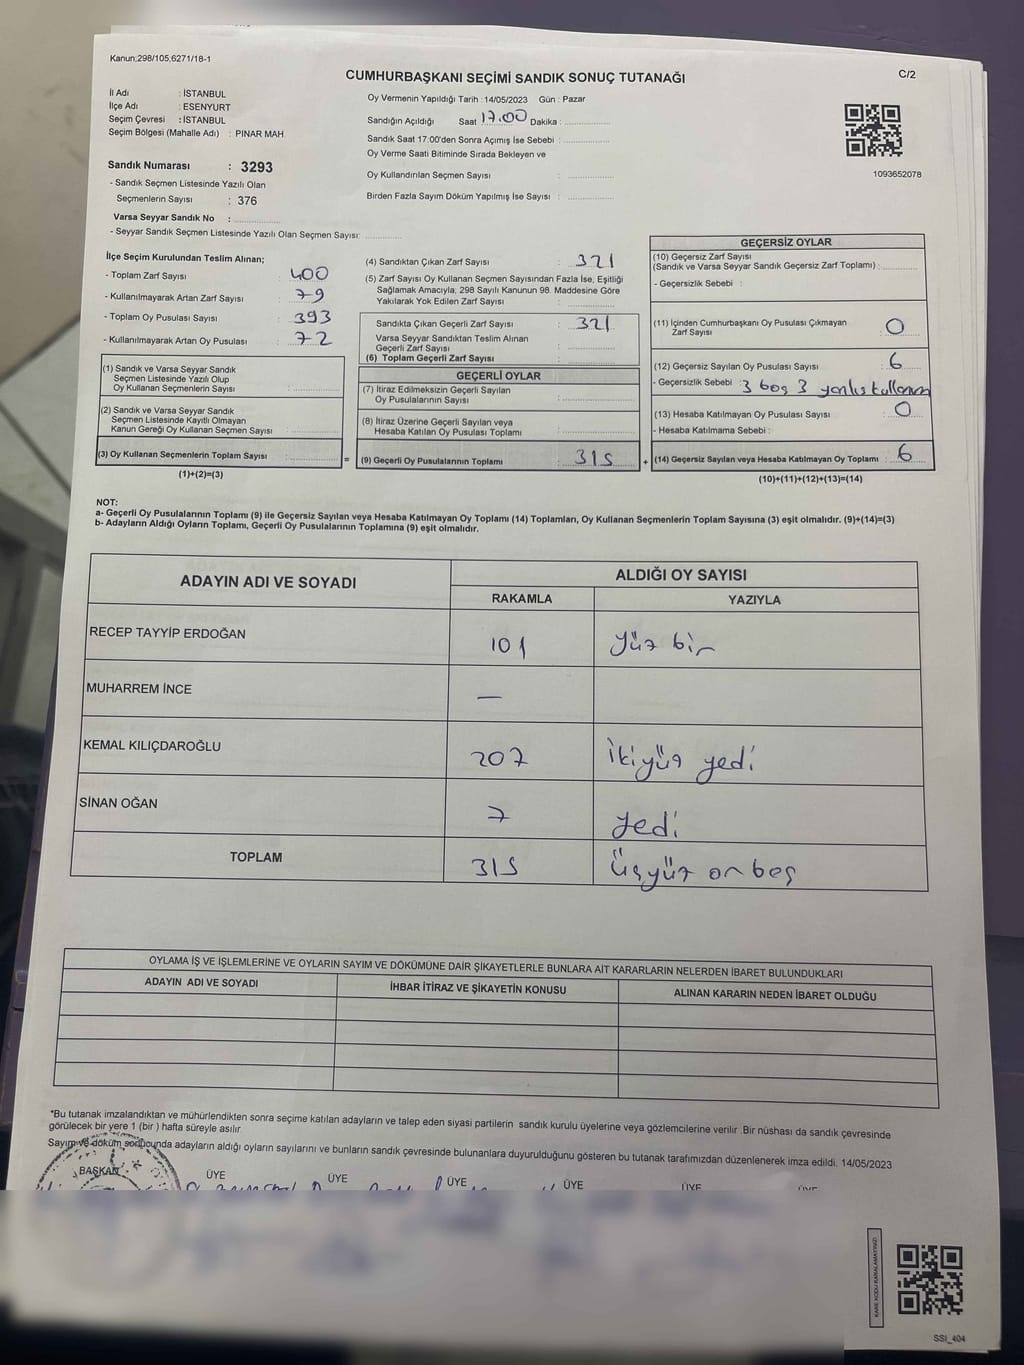 Kanun;298/105;6271/18-1
CUMHURBAŞKANI SEÇİMİ SANDIK SONUÇ TUTANAĞI
C/2
İl Adı : İSTANBUL
İlçe Adı : ESENYURT
Seçim Çevresi : İSTANBUL
Seçim Bölgesi (Mahalle Adı) : PINAR MAH.
Oy Vermenin Yapıldığı Tarih : 14/05/2023 Gün : Pazar
Sandığın Açıldığı Saat 17.00 Dakika :
Sandık Saat 17:00'den Sonra Açımış İse Sebebi :
Oy Verme Saati Bitiminde Sırada Bekleyen ve
Oy Kullandırılan Seçmen Sayısı :
Birden Fazla Sayım Döküm Yapılmış İse Sayısı :
1093652078
Sandık Numarası : 3293
- Sandık Seçmen Listesinde Yazılı Olan
Seçmenlerin Sayısı : 376
Varsa Seyyar Sandık No :
- Seyyar Sandık Seçmen Listesinde Yazılı Olan Seçmen Sayısı:
İlçe Seçim Kurulundan Teslim Alınan;
- Toplam Zarf Sayısı : 400
- Kullanılmayarak Artan Zarf Sayısı : 79
- Toplam Oy Pusulası Sayısı : 393
- Kullanılmayarak Artan Oy Pusulası : 72
(1) Sandık ve Varsa Seyyar Sandık
Seçmen Listesinde Yazılı Olup
Oy Kullanan Seçmenlerin Sayısı :
(2) Sandık ve Varsa Seyyar Sandık
Seçmen Listesinde Kayıtlı Olmayan
Kanun Gereği Oy Kullanan Seçmen Sayısı :
(3) Oy Kullanan Seçmenlerin Toplam Sayısı :
(1)+(2)=(3)
=
(4) Sandıktan Çıkan Zarf Sayısı : 321
(5) Zarf Sayısı Oy Kullanan Seçmen Sayısından Fazla İse, Eşitliği
Sağlamak Amacıyla, 298 Sayılı Kanunun 98. Maddesine Göre
Yakılarak Yok Edilen Zarf Sayısı :
Sandıkta Çıkan Geçerli Zarf Sayısı : 321
Varsa Seyyar Sandıktan Teslim Alınan
Geçerli Zarf Sayısı :
(6) Toplam Geçerli Zarf Sayısı :
GEÇERLİ OYLAR
(7) İtiraz Edilmeksizin Geçerli Sayılan
Oy Pusulalarının Sayısı :
(8) İtiraz Üzerine Geçerli Sayılan veya
Hesaba Katılan Oy Pusulası Toplamı :
(9) Geçerli Oy Pusulalarının Toplamı : 315
+
GEÇERSİZ OYLAR
(10) Geçersiz Zarf Sayısı
(Sandık ve Varsa Seyyar Sandık Geçersiz Zarf Toplamı) :
- Geçersizlik Sebebi :
(11) İçinden Cumhurbaşkanı Oy Pusulası Çıkmayan
Zarf Sayısı : 0
(12) Geçersiz Sayılan Oy Pusulası Sayısı : 6
- Geçersizlik Sebebi : 3 boş 3 yanlış kullanım
(13) Hesaba Katılmayan Oy Pusulası Sayısı : 0
- Hesaba Katılmama Sebebi :
(14) Geçersiz Sayılan veya Hesaba Katılmayan Oy Toplamı : 6
(10)+(11)+(12)+(13)=(14)
NOT:
a- Geçerli Oy Pusulalarının Toplamı (9) ile Geçersiz Sayılan veya Hesaba Katılmayan Oy Toplamı (14) Toplamları, Oy Kullanan Seçmenlerin Toplam Sayısına (3) eşit olmalıdır. (9)+(14)=(3)
b- Adayların Aldığı Oyların Toplamı, Geçerli Oy Pusulalarının Toplamına (9) eşit olmalıdır.
ADAYIN ADI VE SOYADI
ALDIĞI OY SAYISI
RAKAMLA YAZIYLA
RECEP TAYYİP ERDOĞAN 101 Yüz bir
MUHARREM İNCE —
KEMAL KILIÇDAROĞLU 207 İkiyüz yedi
SİNAN OĞAN 7 Yedi
TOPLAM 315 Üçyüz on beş
OYLAMA İŞ VE İŞLEMLERİNE VE OYLARIN SAYIM VE DÖKÜMÜNE DAİR ŞİKAYETLERLE BUNLARA AİT KARARLARIN NELERDEN İBARET BULUNDUKLARI
ADAYIN ADI VE SOYADI İHBAR İTİRAZ VE ŞİKAYETİN KONUSU ALINAN KARARIN NEDEN İBARET OLDUĞU
*Bu tutanak imzalandıktan ve mühürlendikten sonra seçime katılan adayların ve talep eden siyasi partilerin sandık kurulu üyelerine veya gözlemcilerine verilir .Bir nüshası da sandık çevresinde
görülecek bir yere 1 (bir ) hafta süreyle asılır.
Sayım ve döküm sonucunda adayların aldığı oyların sayılarını ve bunların sandık çevresinde bulunanlara duyurulduğunu gösteren bu tutanak tarafımızdan düzenlenerek imza edildi. 14/05/2023
BAŞKAN ÜYE ÜYE ÜYE ÜYE ÜYE ÜYE
KARE KODU KARALAMAYINIZ!
SSI_404